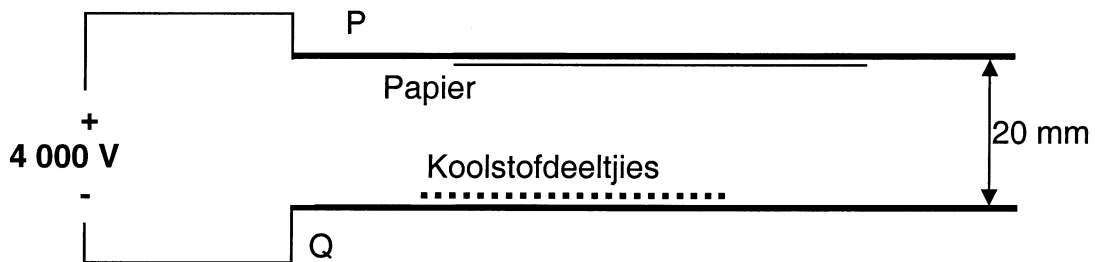 P
Papier
+
4 000 V
-
20 mm
Koolstofdeeltjies
Q